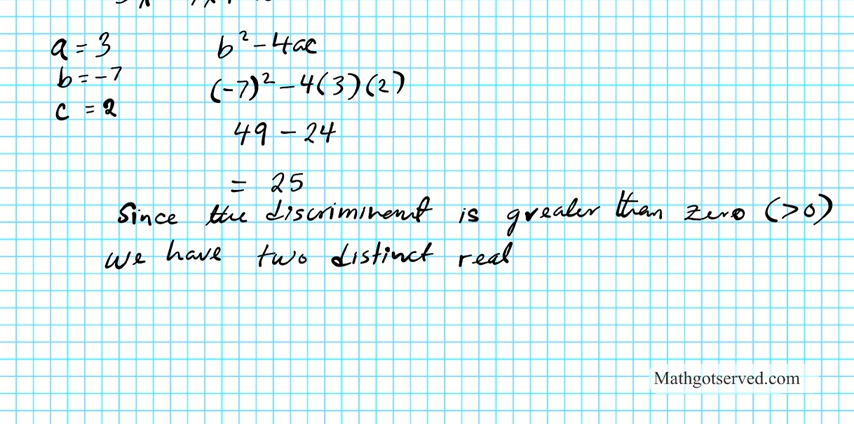 a = 3
b = -7
c = 2
b² - 4ac
(-7)² - 4(3)(2)
49 - 24
= 25
Since the discriminent is greater than zero (>0)
we have two distinct real
Mathgotserved.com